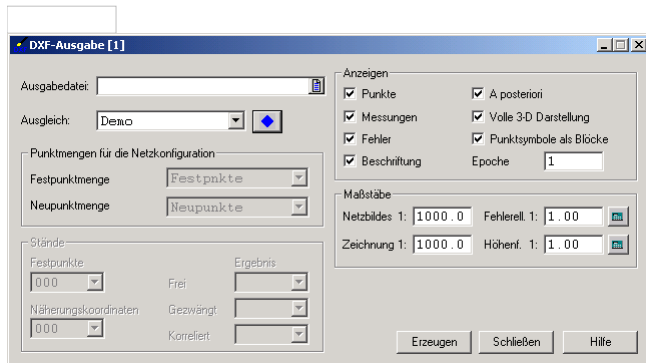 DXF-Ausgabe [1]
Ausgabedatei:
Ausgleich: Demo
Punktmengen für die Netzkonfiguration
Festpunktmenge Festpnkte
Neupunktmenge Neupunkte
Stände
Festpunkte Ergebnis
000 Frei
Näherungskoordinaten Gezwängt
000 Korreliert
Anzeigen
Punkte A posteriori
Messungen Volle 3-D Darstellung
Fehler Punktsymbole als Blöcke
Beschriftung Epoche 1
Maßstäbe
Netzbildes 1: 1000.0 Fehlerell. 1: 1.00
Zeichnung 1: 1000.0 Höhenf. 1: 1.00
Erzeugen Schließen Hilfe